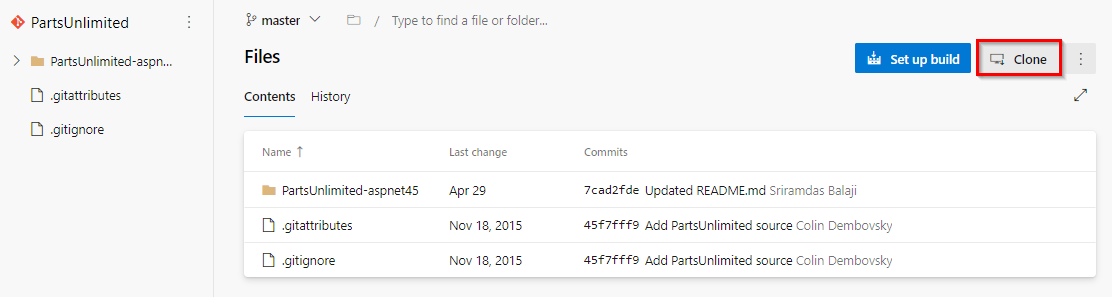 PartsUnlimited
PartsUnlimited-aspn...
.gitattributes
.gitignore
master / Type to find a file or folder...
Files
Set up build
Clone
Contents History
Name ↑ Last change Commits
PartsUnlimited-aspnet45 Apr 29 7cad2fde Updated README.md Sriramdas Balaji
.gitattributes Nov 18, 2015 45f7fff9 Add PartsUnlimited source Colin Dembovsky
.gitignore Nov 18, 2015 45f7fff9 Add PartsUnlimited source Colin Dembovsky